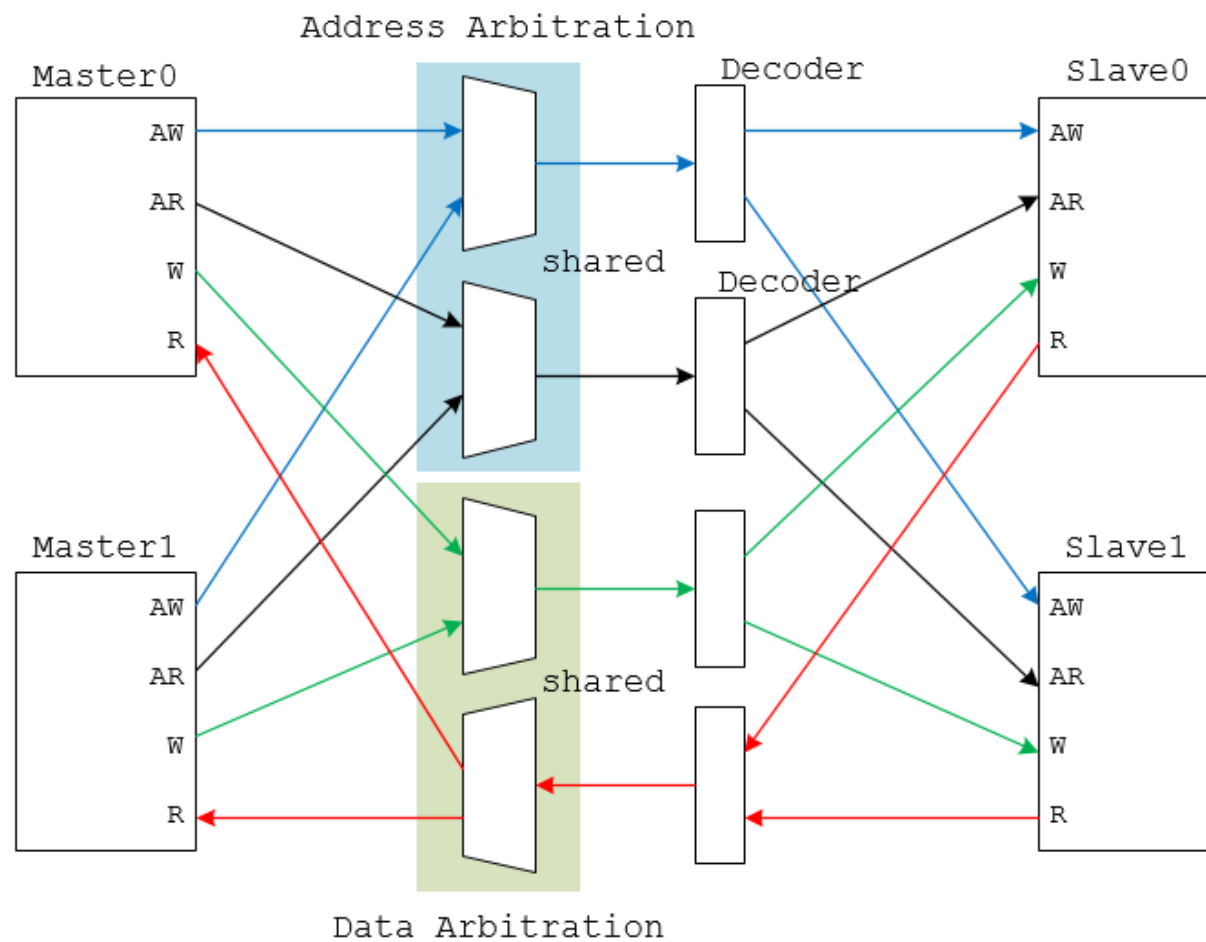 Address Arbitration
Master0
Decoder
Slave0
AW
AR
W
R
AW
AR
W
R
shared
Decoder
Master1
Slave1
AW
AR
W
R
AW
AR
W
R
shared
Data Arbitration